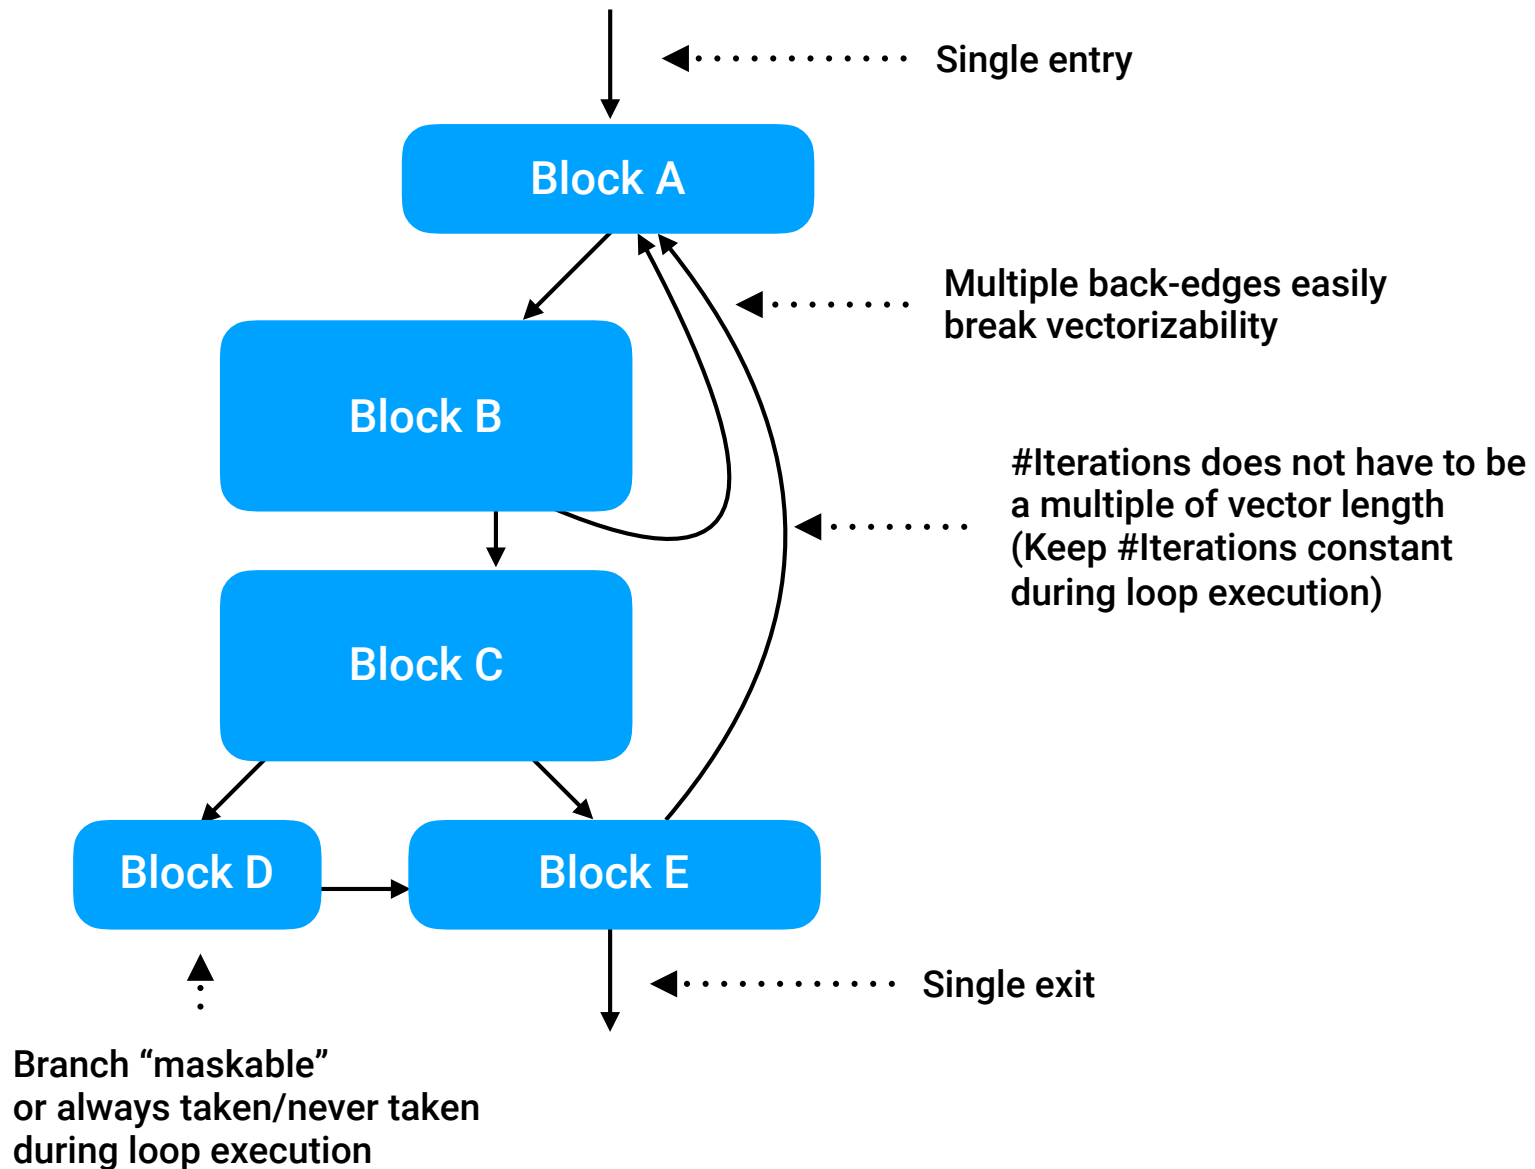 Single entry
Block A
Multiple back-edges easily
break vectorizability
Block B
#Iterations does not have to be
a multiple of vector length
(Keep #Iterations constant
during loop execution)
Block C
Block D
Block E
Single exit
Branch “maskable”
or always taken/never taken
during loop execution